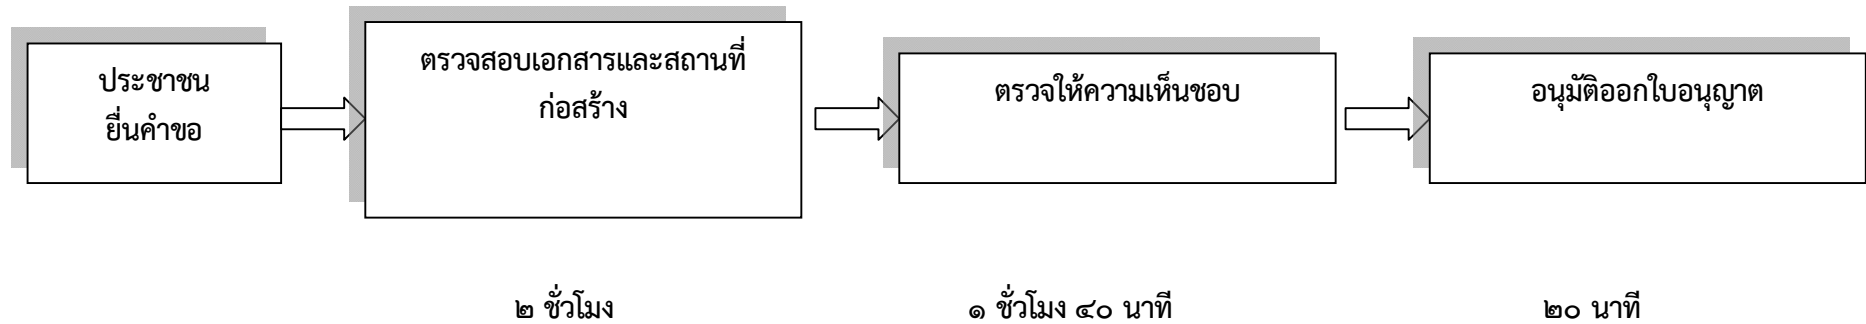 ประชาชน
ยื่นคำขอ
ตรวจสอบเอกสารและสถานที่
ก่อสร้าง
ตรวจให้ความเห็นชอบ
อนุมัติออกใบอนุญาต
๒ ชั่วโมง
๑ ชั่วโมง ๔๐ นาที
๒๐ นาที